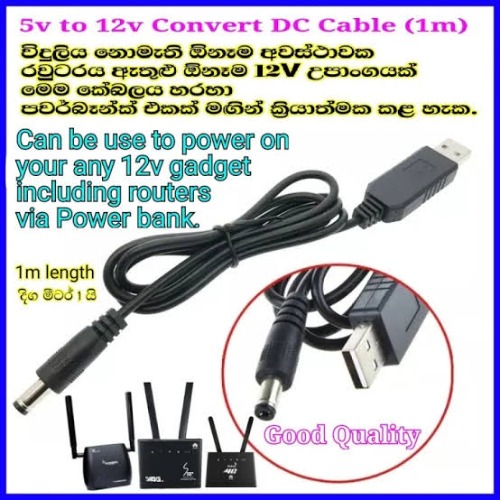 5v to 12v Convert DC Cable (1m)
විදුලිය නොමැති ඕනෑම අවස්ථාවක
රවුටරය ඇතුළු ඕනෑම 12V උපාංගයක්
මෙම කේබලය හරහා
පවර්බෑන්ක් එකක් මඟින් ක්‍රියාත්මක කළ හැක.
Can be use to power on
your any 12v gadget
including routers
via Power bank.
1m length
දිග මීටර් 1 යි
Good Quality